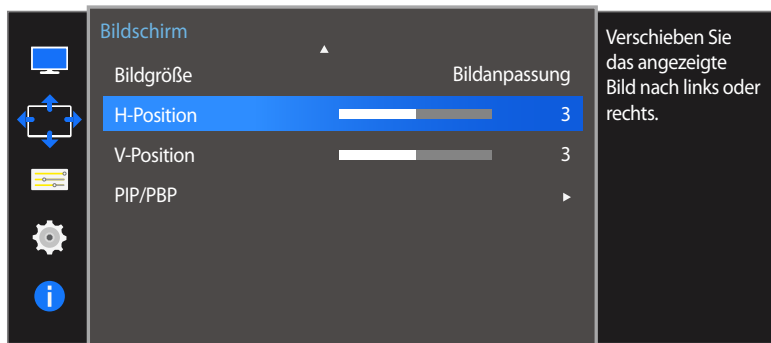 Bildschirm
Bildgröße Bildanpassung
H-Position 3
V-Position 3
PIP/PBP
Verschieben Sie
das angezeigte
Bild nach links oder
rechts.